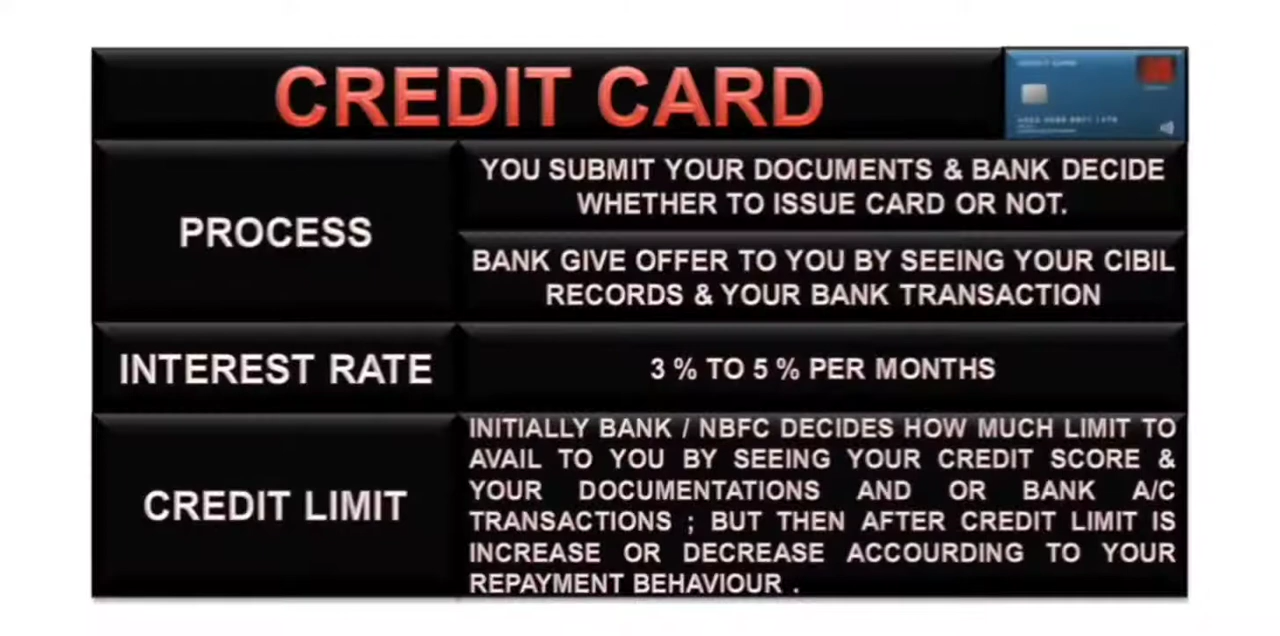 CREDIT CARD
CREDIT CARD
PROCESS
YOU SUBMIT YOUR DOCUMENTS & BANK DECIDE
WHETHER TO ISSUE CARD OR NOT.
BANK GIVE OFFER TO YOU BY SEEING YOUR CIBIL
RECORDS & YOUR BANK TRANSACTION
INTEREST RATE
3 % TO 5 % PER MONTHS
CREDIT LIMIT
INITIALLY BANK / NBFC DECIDES HOW MUCH LIMIT TO
AVAIL TO YOU BY SEEING YOUR CREDIT SCORE &
YOUR DOCUMENTATIONS AND OR BANK A/C
TRANSACTIONS ; BUT THEN AFTER CREDIT LIMIT IS
INCREASE OR DECREASE ACCOURDING TO YOUR
REPAYMENT BEHAVIOUR .